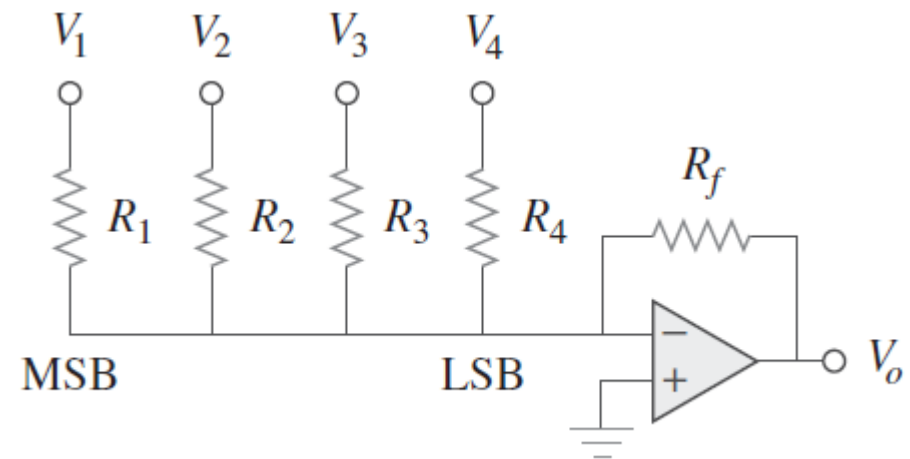 V1 V2 V3 V4
Rf
R1 R2 R3 R4
−
MSB LSB Vo
+